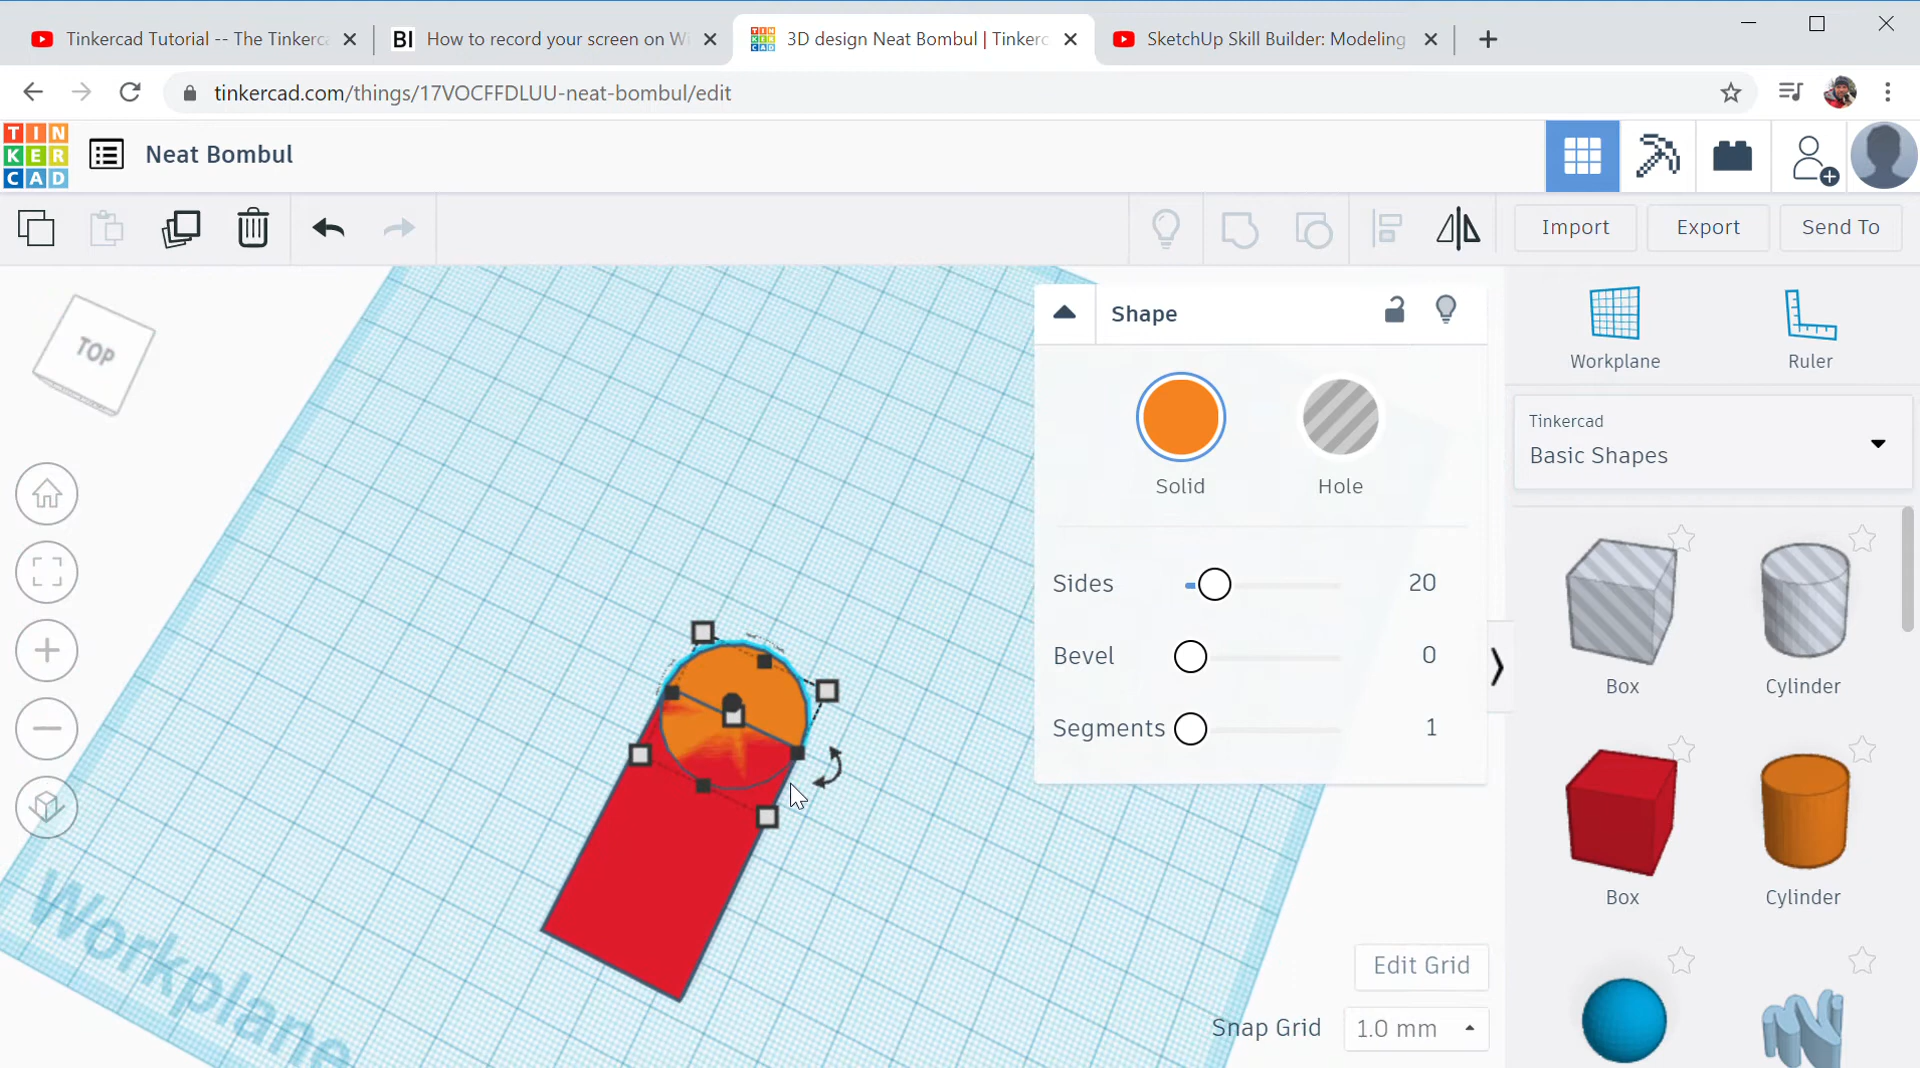 Tinkercad Tutorial -- The Tinkerca
BI How to record your screen on Wi
3D design Neat Bombul | Tinkerc
SketchUp Skill Builder: Modeling
tinkercad.com/things/17VOCFFDLUU-neat-bombul/edit
TIN
KER
CAD
Neat Bombul
Import
Export
Send To
TOP
Shape
Workplane
Ruler
Solid
Hole
Tinkercad
Basic Shapes
Sides 20
Bevel 0
Segments 1
Box
Cylinder
Box
Cylinder
Workplane
Edit Grid
Snap Grid 1.0 mm